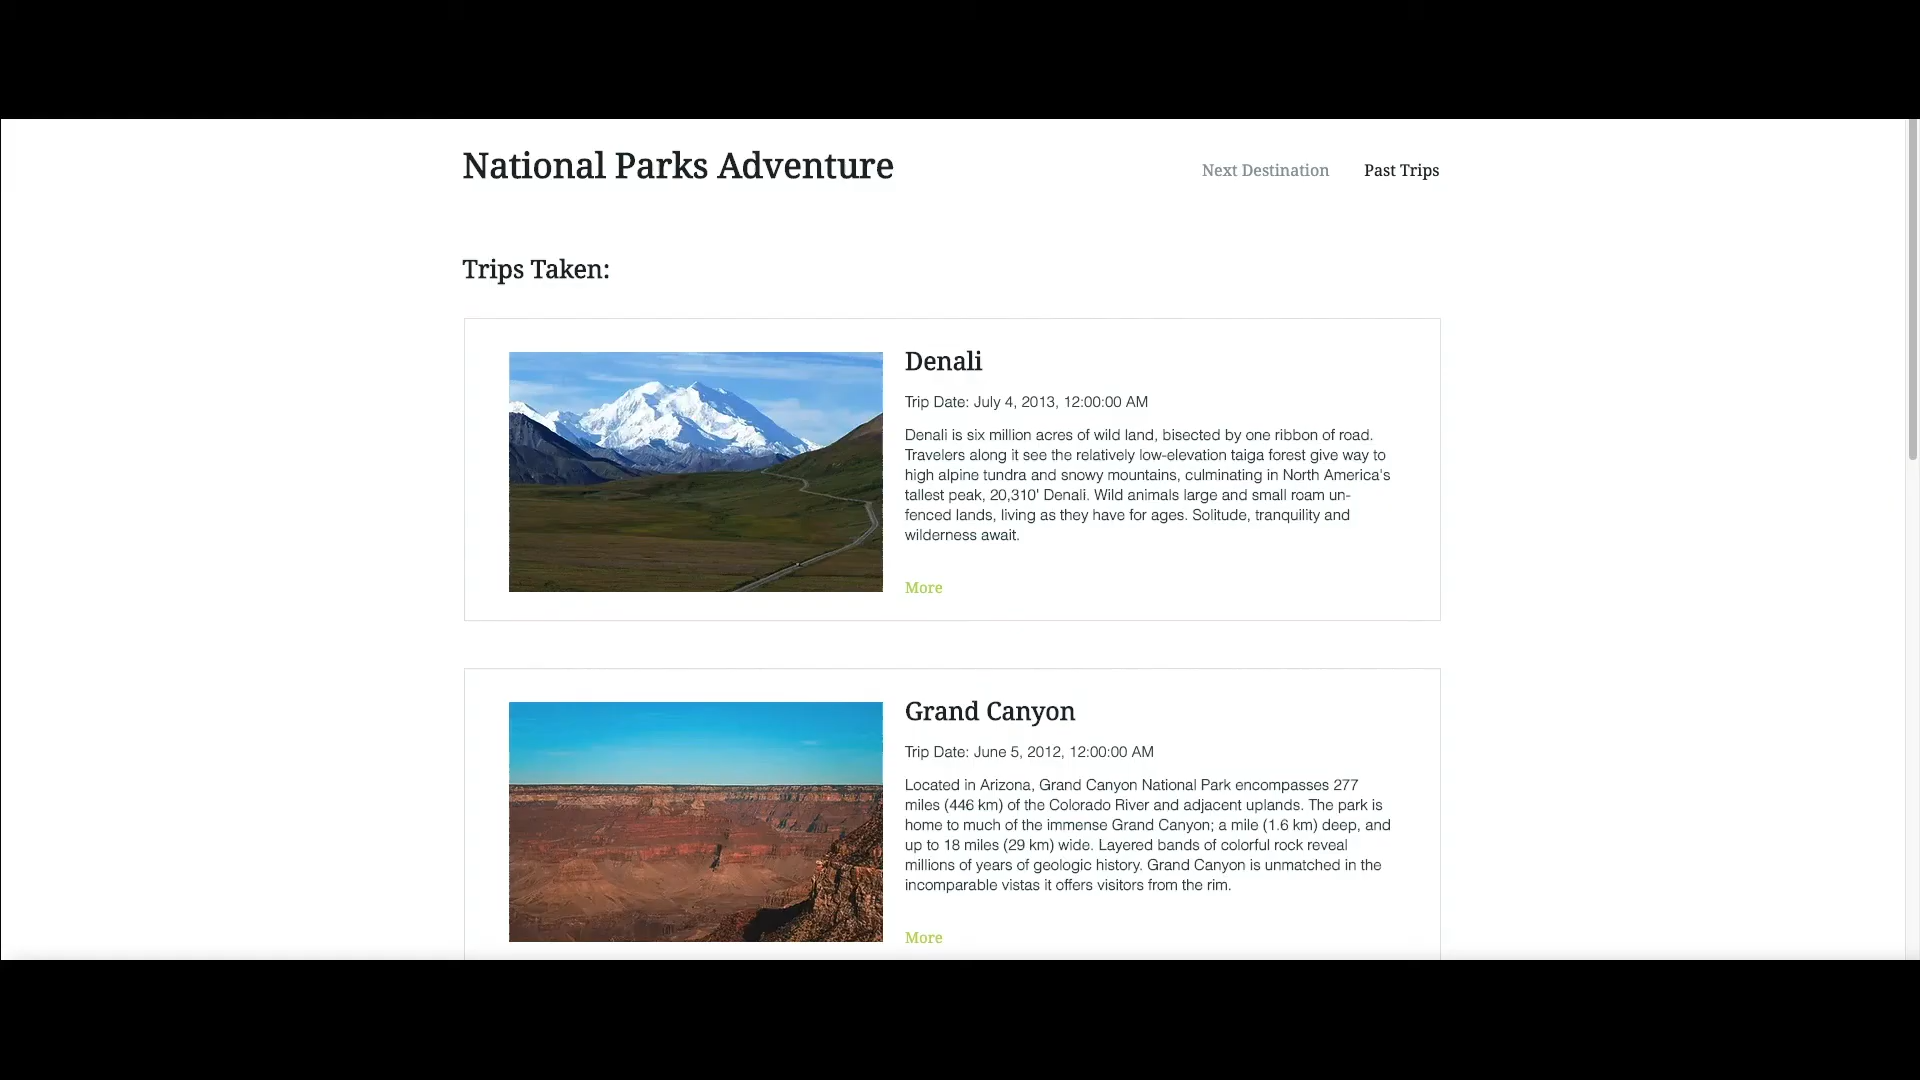 National Parks Adventure
Next Destination
Past Trips
Trips Taken:
Denali
Trip Date: July 4, 2013, 12:00:00 AM
Denali is six million acres of wild land, bisected by one ribbon of road.
Travelers along it see the relatively low-elevation taiga forest give way to
high alpine tundra and snowy mountains, culminating in North America's
tallest peak, 20,310' Denali. Wild animals large and small roam un-
fenced lands, living as they have for ages. Solitude, tranquility and
wilderness await.
More
Grand Canyon
Trip Date: June 5, 2012, 12:00:00 AM
Located in Arizona, Grand Canyon National Park encompasses 277
miles (446 km) of the Colorado River and adjacent uplands. The park is
home to much of the immense Grand Canyon; a mile (1.6 km) deep, and
up to 18 miles (29 km) wide. Layered bands of colorful rock reveal
millions of years of geologic history. Grand Canyon is unmatched in the
incomparable vistas it offers visitors from the rim.
More